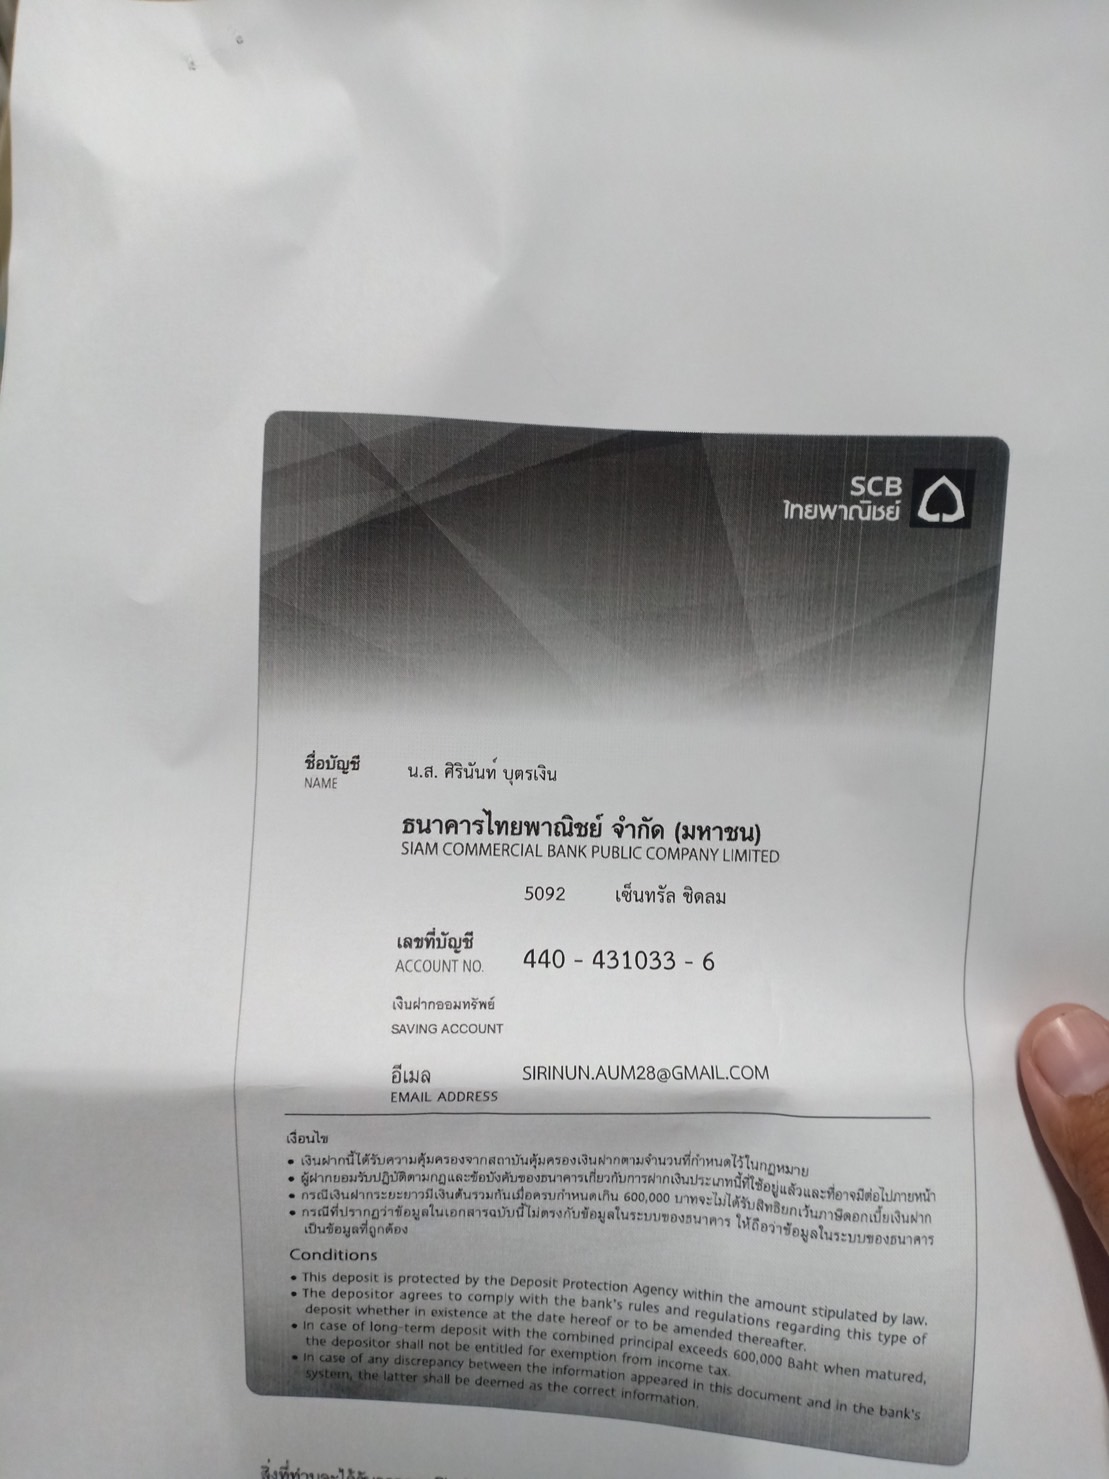 SCB
ไทยพาณิชย์
ชื่อบัญชี น.ส. ศิรินันท์ บุตรเงิน
NAME
ธนาคารไทยพาณิชย์ จำกัด (มหาชน)
SIAM COMMERCIAL BANK PUBLIC COMPANY LIMITED
5092 เซ็นทรัล ชิดลม
เลขที่บัญชี 440 - 431033 - 6
ACCOUNT NO.
เงินฝากออมทรัพย์
SAVING ACCOUNT
อีเมล SIRINUN.AUM28@GMAIL.COM
EMAIL ADDRESS
เงื่อนไข
• เงินฝากนี้ได้รับความคุ้มครองจากสถาบันคุ้มครองเงินฝากตามจำนวนที่กำหนดไว้ในกฎหมาย
• ผู้ฝากยอมรับปฏิบัติตามกฎและข้อบังคับของธนาคารเกี่ยวกับการฝากเงินประเภทนี้ที่ใช้อยู่แล้วและที่อาจมีต่อไปภายหน้า
• กรณีเงินฝากระยะยาวมีเงินต้นรวมกันเมื่อครบกำหนดเกิน 600,000 บาทจะไม่ได้รับสิทธิยกเว้นภาษีดอกเบี้ยเงินฝาก
• กรณีที่ปรากฏว่าข้อมูลในเอกสารฉบับนี้ไม่ตรงกับข้อมูลในระบบของธนาคาร ให้ถือว่าข้อมูลในระบบของธนาคาร
เป็นข้อมูลที่ถูกต้อง
Conditions
• This deposit is protected by the Deposit Protection Agency within the amount stipulated by law.
• The depositor agrees to comply with the bank's rules and regulations regarding this type of
deposit whether in existence at the date hereof or to be amended thereafter.
• In case of long-term deposit with the combined principal exceeds 600,000 Baht when matured,
the depositor shall not be entitled for exemption from income tax.
• In case of any discrepancy between the information appeared in this document and in the bank's
system, the latter shall be deemed as the correct information.